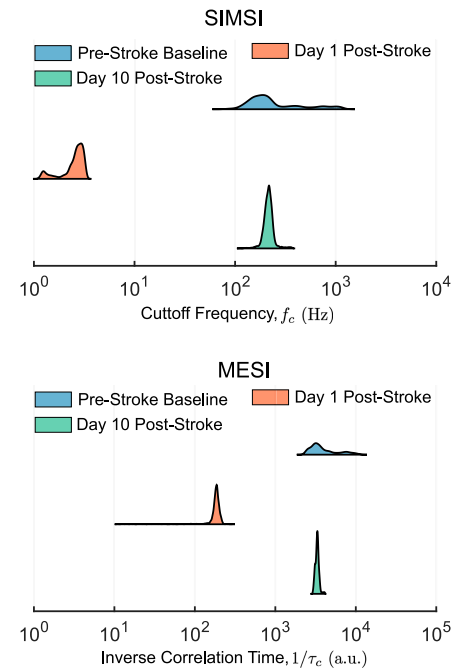 SIMSI
Pre-Stroke Baseline
Day 1 Post-Stroke
Day 10 Post-Stroke
10^0 10^1 10^2 10^3 10^4
Cuttoff Frequency, f_c (Hz)
MESI
Pre-Stroke Baseline
Day 1 Post-Stroke
Day 10 Post-Stroke
10^0 10^1 10^2 10^3 10^4 10^5
Inverse Correlation Time, 1/τ_c (a.u.)